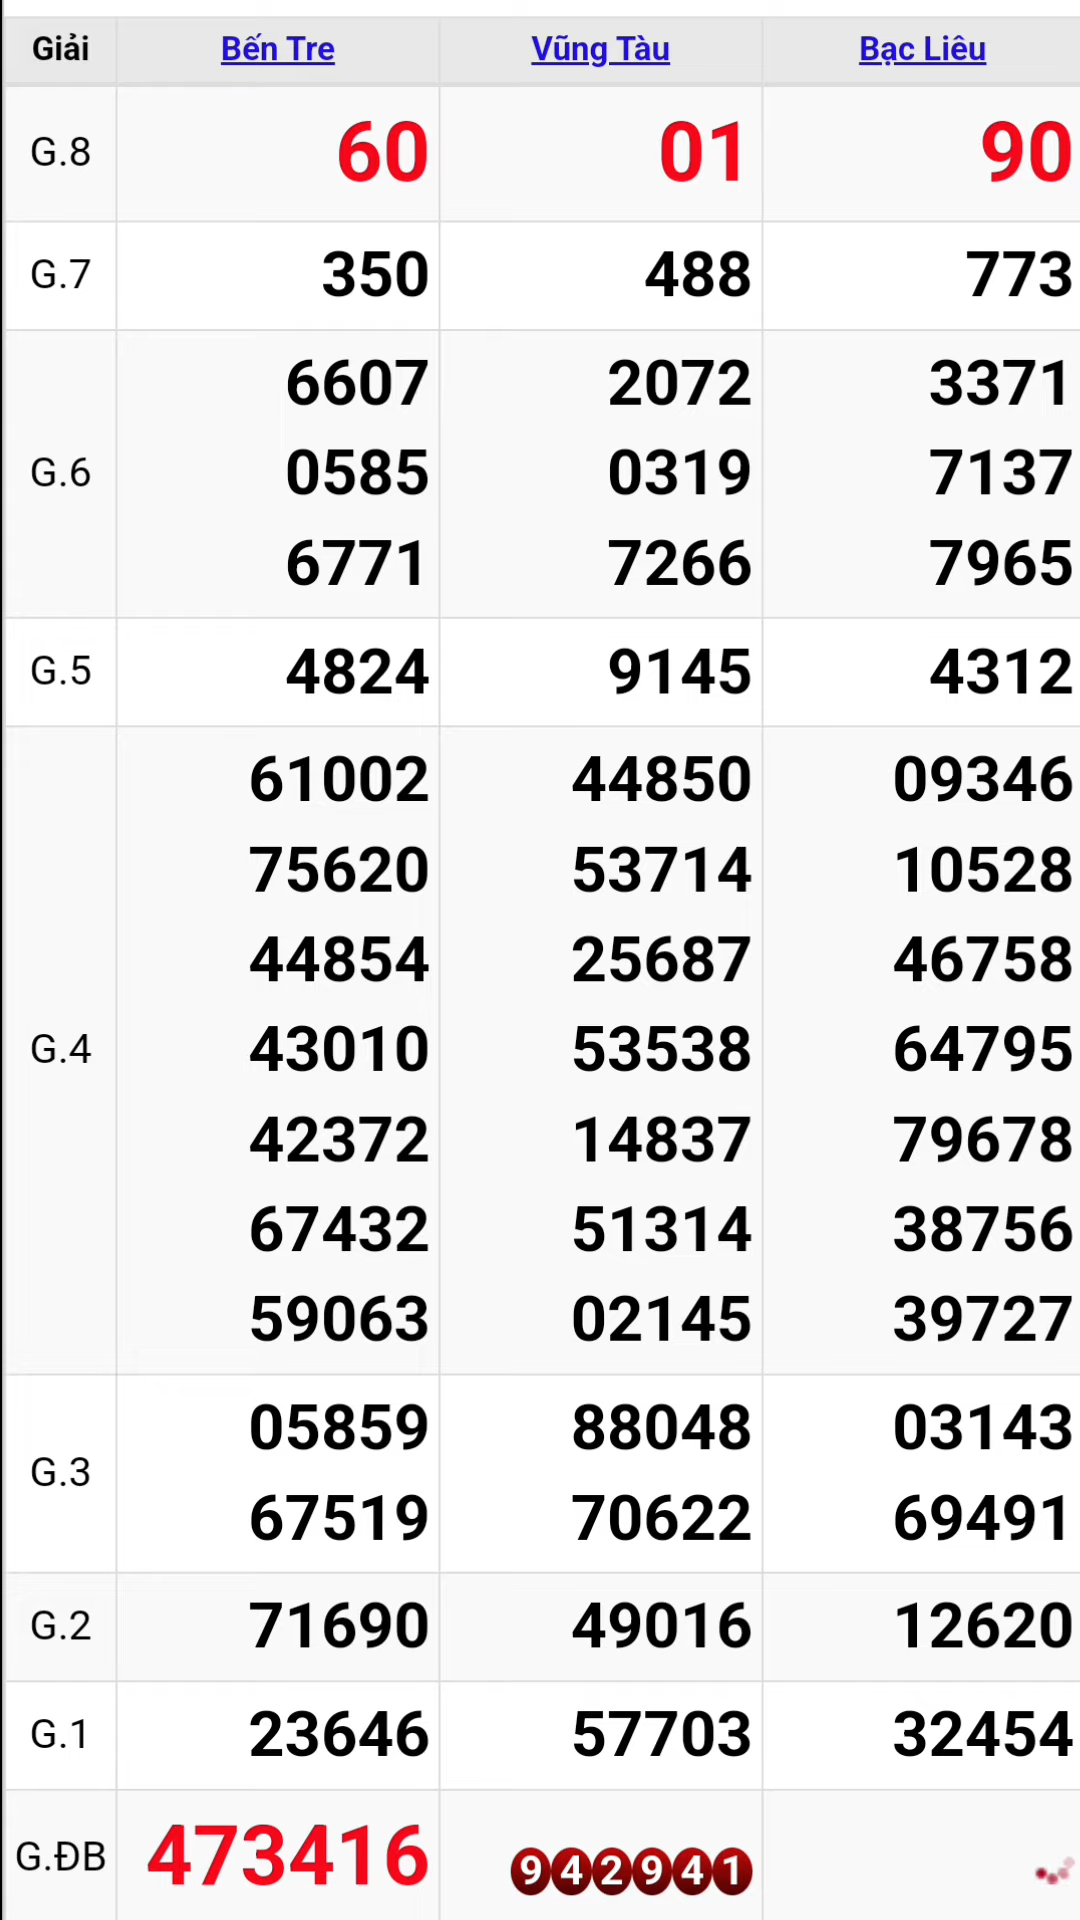 Giải Bến Tre Vũng Tàu Bạc Liêu
G.8 60 01 90
G.7 350 488 773
6607 2072 3371
G.6 0585 0319 7137
6771 7266 7965
G.5 4824 9145 4312
61002 44850 09346
75620 53714 10528
44854 25687 46758
G.4 43010 53538 64795
42372 14837 79678
67432 51314 38756
59063 02145 39727
05859 88048 03143
G.3
67519 70622 69491
G.2 71690 49016 12620
G.1 23646 57703 32454
G.ĐB 473416 942941